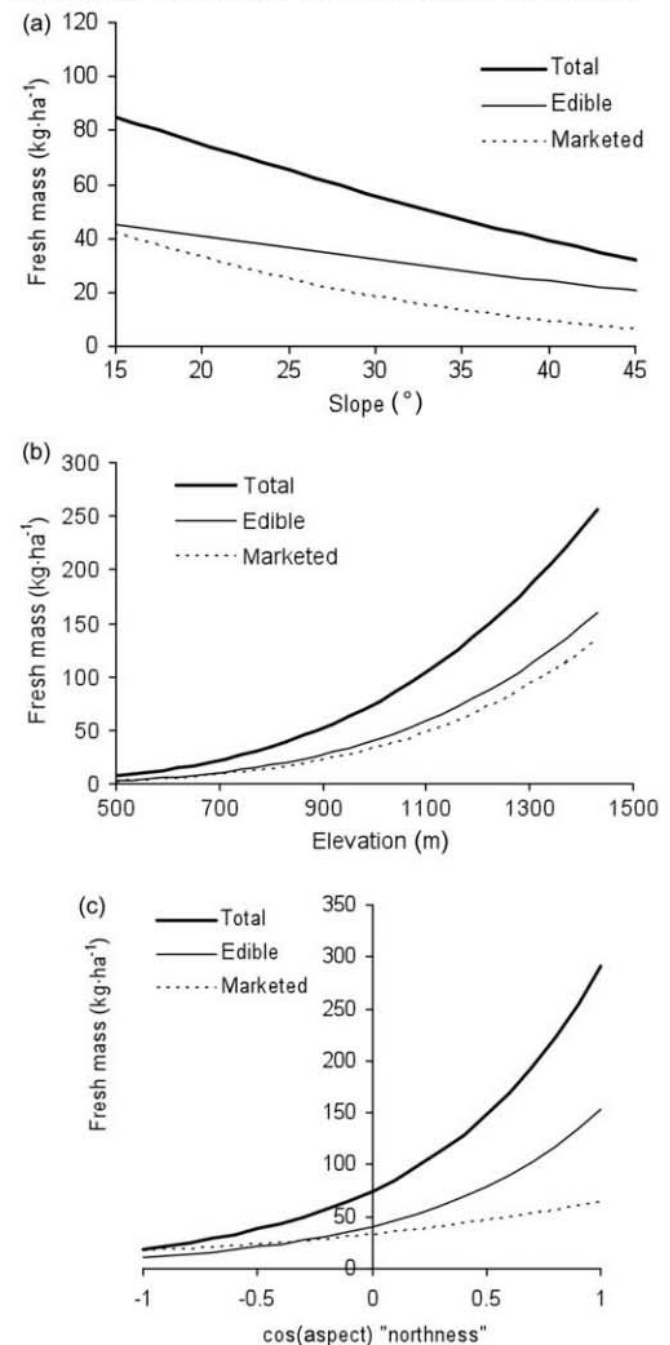 (a)
120
100
80
60
40
20
0
Fresh mass (kg·ha⁻¹)
Total
Edible
Marketed
15 20 25 30 35 40 45
Slope (°)
(b)
300
250
200
150
100
50
0
Fresh mass (kg·ha⁻¹)
Total
Edible
Marketed
500 700 900 1100 1300 1500
Elevation (m)
(c)
Total
Edible
Marketed
Fresh mass (kg·ha⁻¹)
350
300
250
200
150
100
50
0
-1 -0.5 0 0.5 1
cos(aspect) "northness"